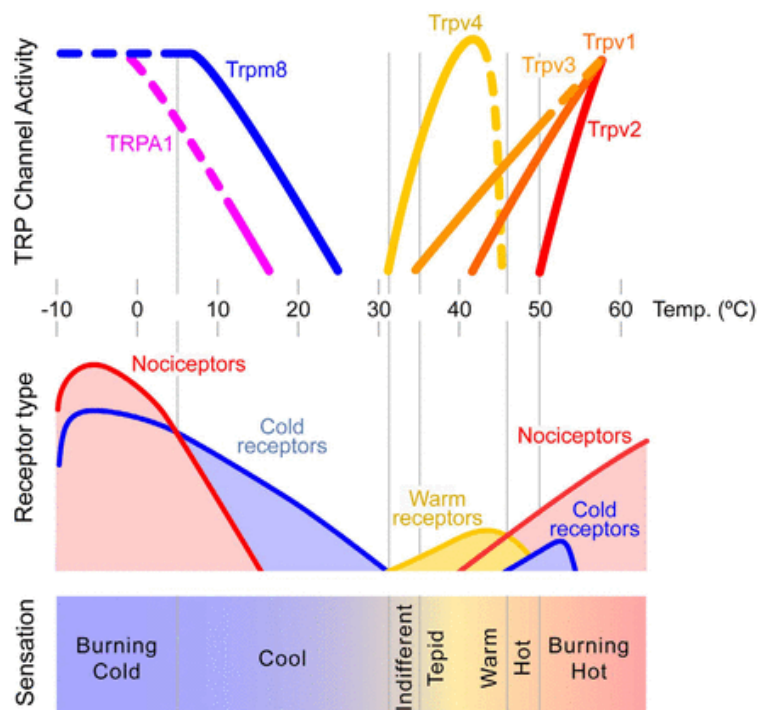 Trpv4
Trpv1
Trpm8
Trpv3
TRPA1
Trpv2
TRP Channel Activity
-10 0 10 20 30 40 50 60 Temp. (ºC)
Receptor type
Nociceptors
Cold
receptors
Nociceptors
Warm
receptors
Cold
receptors
Sensation
Burning
Cold
Cool
Indifferent
Tepid
Warm
Hot
Burning
Hot